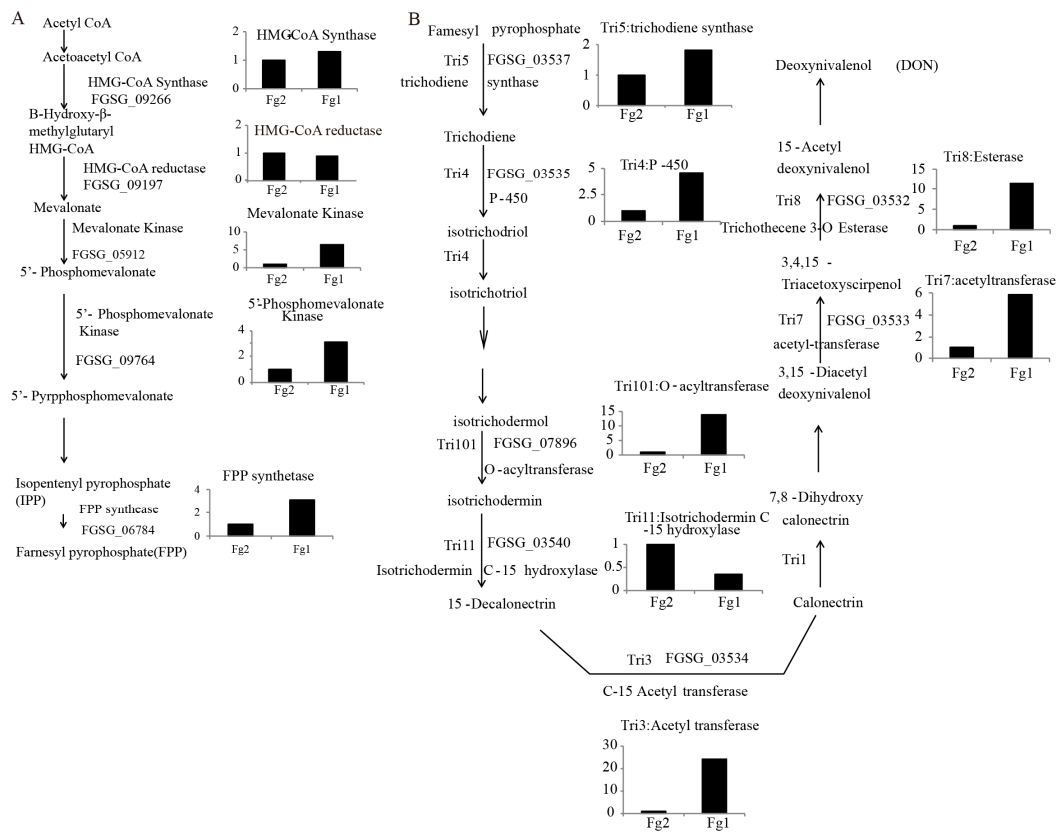 A
Acetyl CoA
Acetoacetyl CoA
HMG-CoA Synthase
FGSG_09266
B-Hydroxy-β-
methylglutaryl
HMG-CoA
HMG-CoA reductase
FGSG_09197
Mevalonate
Mevalonate Kinase
FGSG_05912
5’- Phosphomevalonate
5’- Phosphomevalonate
Kinase
FGSG_09764
5’- Pyrpphosphomevalonate
Isopentenyl pyrophosphate
(IPP)
FPP synthease
FGSG_06784
Farnesyl pyrophosphate(FPP)
HMG-CoA Synthase
2
1
0
Fg2 Fg1
HMG-CoA reductase
2
1
0
Fg2 Fg1
Mevalonate Kinase
10
5
0
Fg2 Fg1
5'-Phosphomevalonate
Kinase
4
2
0
Fg2 Fg1
FPP synthetase
4
2
0
Fg2 Fg1
B
Famesyl pyrophosphate
Tri5 FGSG_03537
trichodiene synthase
Trichodiene
Tri4 FGSG_03535
P-450
isotrichodriol
Tri4
isotrichotriol
isotrichodermol
Tri101 FGSG_07896
O-acyltransferase
isotrichodermin
Tri11 FGSG_03540
Isotrichodermin C-15 hydroxylase
15 -Decalonectrin
Tri3 FGSG_03534
C-15 Acetyl transferase
Calonectrin
Tri1
7,8 -Dihydroxy
calonectrin
3,15 -Diacetyl
deoxynivalenol
Tri7 FGSG_03533
acetyl-transferase
3,4,15 -
Triacetoxyscirpenol
Tri8 FGSG_03532
Trichothecene 3-O Esterase
15 -Acetyl
deoxynivalenol
Deoxynivalenol (DON)
Tri5:trichodiene synthase
2
1
0
Fg2 Fg1
Tri4:P -450
5
2.5
0
Fg2 Fg1
Tri101:O - acyltransferase
15
10
5
0
Fg2 Fg1
Tri11:Isotrichodermin C
-15 hydroxylase
1
0.5
0
Fg2 Fg1
Tri3:Acetyl transferase
30
20
10
0
Fg2 Fg1
Tri8:Esterase
15
10
5
0
Fg2 Fg1
Tri7:acetyltransferase
6
4
2
0
Fg2 Fg1